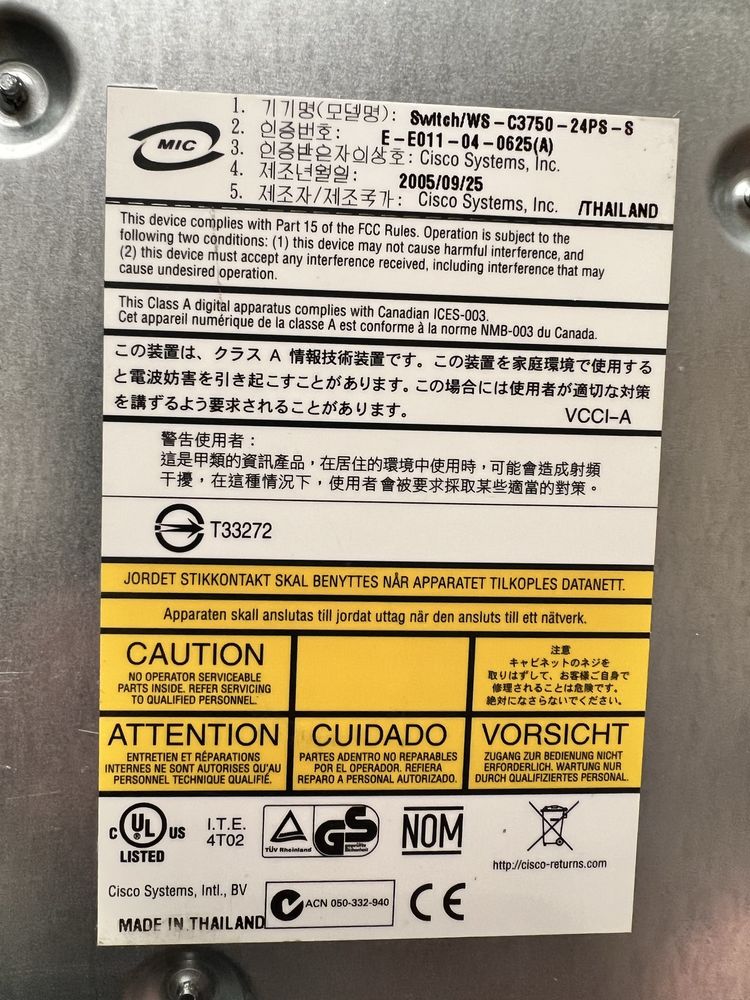 MIC
1. 기기명(모델명): Switch/WS-C3750-24PS-S
2. 인증번호: E-E011-04-0625(A)
3. 인증받은자의상호: Cisco Systems, Inc.
4. 제조년월일: 2005/09/25
5. 제조자/제조국가: Cisco Systems, Inc. /THAILAND
This device complies with Part 15 of the FCC Rules. Operation is subject to the
following two conditions: (1) this device may not cause harmful interference, and
(2) this device must accept any interference received, including interference that may
cause undesired operation.
This Class A digital apparatus complies with Canadian ICES-003.
Cet appareil numérique de la classe A est conforme à la norme NMB-003 du Canada.
この装置は、クラス A 情報技術装置です。この装置を家庭環境で使用する
と電波妨害を引き起こすことがあります。この場合には使用者が適切な対策
を講ずるよう要求されることがあります。 VCCI-A
警告使用者：
這是甲類的資訊產品，在居住的環境中使用時，可能會造成射頻
干擾，在這種情況下，使用者會被要求採取某些適當的對策。
T33272
JORDET STIKKONTAKT SKAL BENYTTES NÅR APPARATET TILKOPLES DATANETT.
Apparaten skall anslutas till jordat uttag när den ansluts till ett nätverk.
CAUTION
NO OPERATOR SERVICEABLE
PARTS INSIDE. REFER SERVICING
TO QUALIFIED PERSONNEL.
注意
キャビネットのネジを
取りはずして、お客様ご自身で
修理されることは危険です。
絶対になさらないでください。
ATTENTION
ENTRETIEN ET RÉPARATIONS
INTERNES NE SONT AUTORISES QU'AU
PERSONNEL TECHNIQUE QUALIFIÉ.
CUIDADO
PARTES ADENTRO NO REPARABLES
POR EL OPERADOR. REFIERA
REPARO A PERSONAL AUTORIZADO.
VORSICHT
ZUGANG ZUR BEDIENUNG NICHT
ERFORDERLICH. WARTUNG NUR
DURCH QUALIFIZIERTES PERSONAL.
C UL US
LISTED
I.T.E.
4T02
TÜV Rheinland
GS
geprüfte
Sicherheit
NOM
http://cisco-returns.com
Cisco Systems, Intl., BV
MADE IN THAILAND
ACN 050-332-940
CE